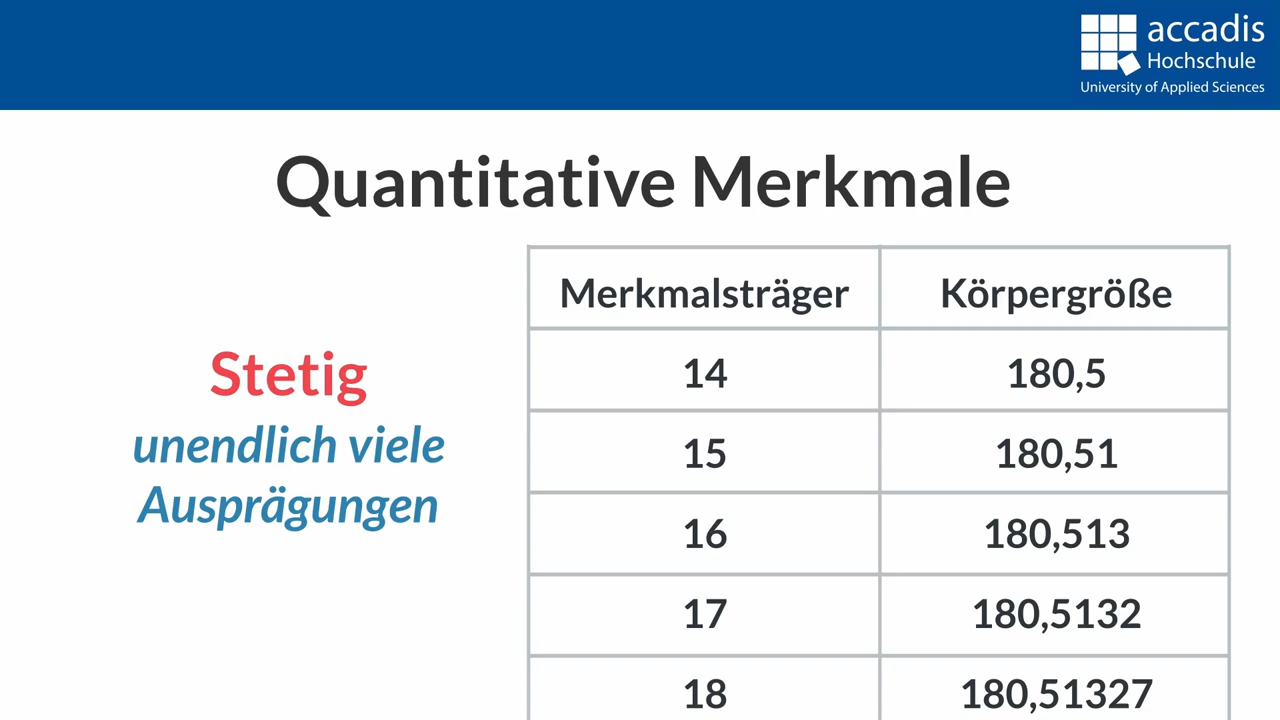 accadis
Hochschule
University of Applied Sciences
Quantitative Merkmale
Stetig
unendlich viele
Ausprägungen
Merkmalsträger Körpergröße
14 180,5
15 180,51
16 180,513
17 180,5132
18 180,51327